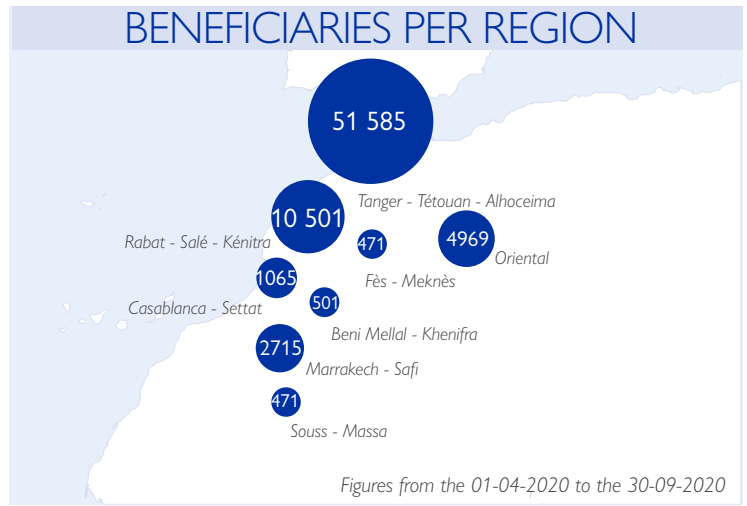 BENEFICIARIES PER REGION
51 585
Tanger - Tétouan - Alhoceima
10 501
Rabat - Salé - Kénitra
471
4969
Oriental
Fès - Meknès
1065
Casablanca - Settat
501
Beni Mellal - Khenifra
2715
Marrakech - Safi
471
Souss - Massa
Figures from the 01-04-2020 to the 30-09-2020